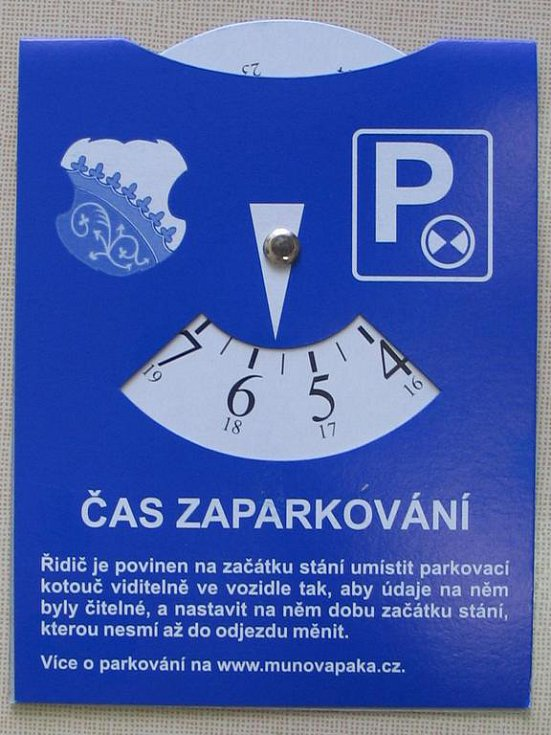 23
P
7 6 5 4
19 18 17 16
ČAS ZAPARKOVÁNÍ
Řidič je povinen na začátku stání umístit parkovací
kotouč viditelně ve vozidle tak, aby údaje na něm
byly čitelné, a nastavit na něm dobu začátku stání,
kterou nesmí až do odjezdu měnit.
Více o parkování na www.munovapaka.cz.